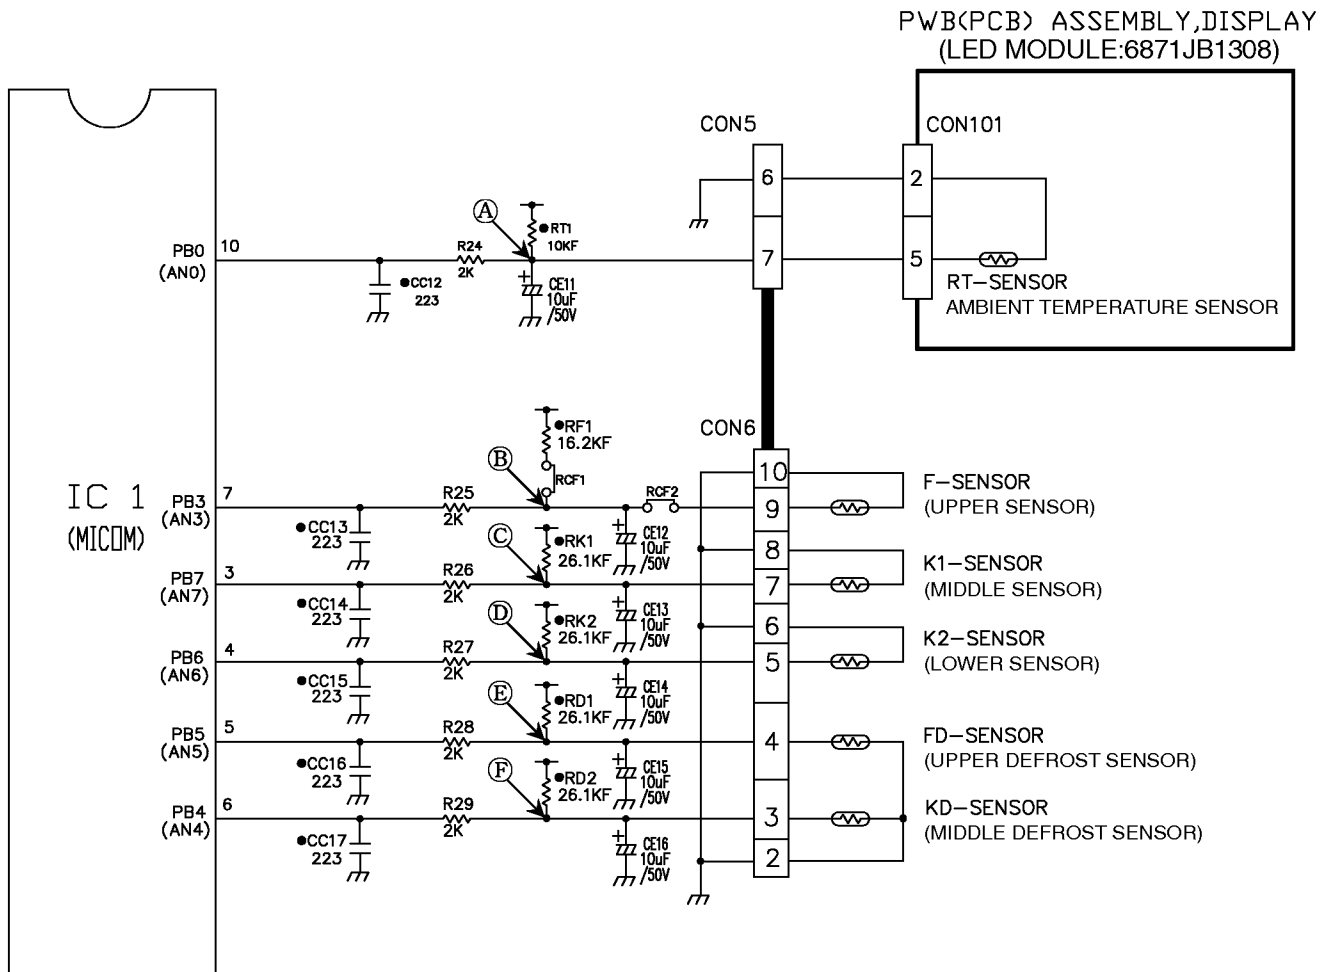 PWB(PCB) ASSEMBLY,DISPLAY
(LED MODULE:6871JB1308)
CON5
CON101
6
2
A
RT1
10KF
PB0
(AN0)
10
R24
2K
7
5
CC12
223
CE11
10uF
/50V
RT-SENSOR
AMBIENT TEMPERATURE SENSOR
RF1
16.2KF
CON6
B
RCF1
10
F-SENSOR
(UPPER SENSOR)
IC 1
(MICOM)
PB3
(AN3)
7
R25
2K
RCF2
9
CC13
223
CE12
10uF
/50V
C
RK1
26.1KF
8
K1-SENSOR
(MIDDLE SENSOR)
PB7
(AN7)
3
R26
2K
7
CC14
223
CE13
10uF
/50V
D
RK2
26.1KF
6
K2-SENSOR
(LOWER SENSOR)
PB6
(AN6)
4
R27
2K
5
CC15
223
CE14
10uF
/50V
E
RD1
26.1KF
PB5
(AN5)
5
R28
2K
4
FD-SENSOR
(UPPER DEFROST SENSOR)
CC16
223
CE15
10uF
/50V
F
RD2
26.1KF
PB4
(AN4)
6
R29
2K
3
KD-SENSOR
(MIDDLE DEFROST SENSOR)
CC17
223
CE16
10uF
/50V
2